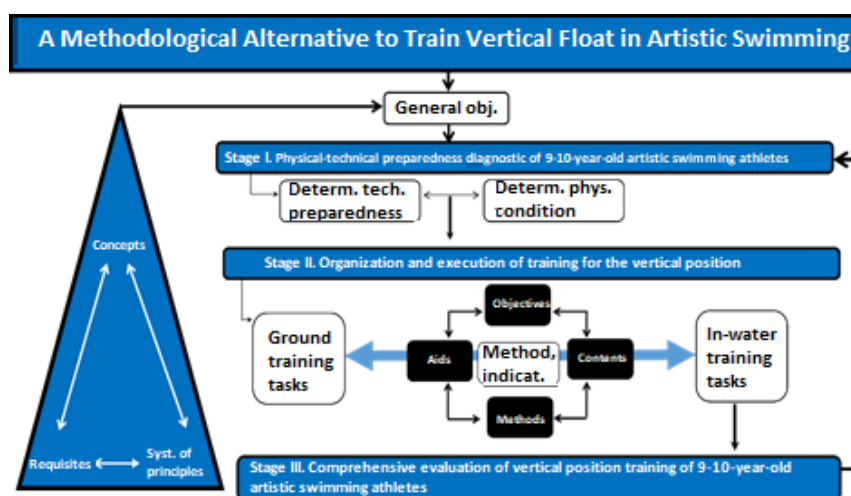 A Methodological Alternative to Train Vertical Float in Artistic Swimming
General obj.
Stage I. Physical-technical preparedness diagnostic of 9-10-year-old artistic swimming athletes
Determ. tech.
preparedness
Determ. phys.
condition
Concepts
Requisites
Syst. of
principles
Stage II. Organization and execution of training for the vertical position
Ground
training
tasks
Objectives
Aids
Method,
indicat.
Contents
Methods
In-water
training
tasks
Stage III. Comprehensive evaluation of vertical position training of 9-10-year-old
artistic swimming athletes